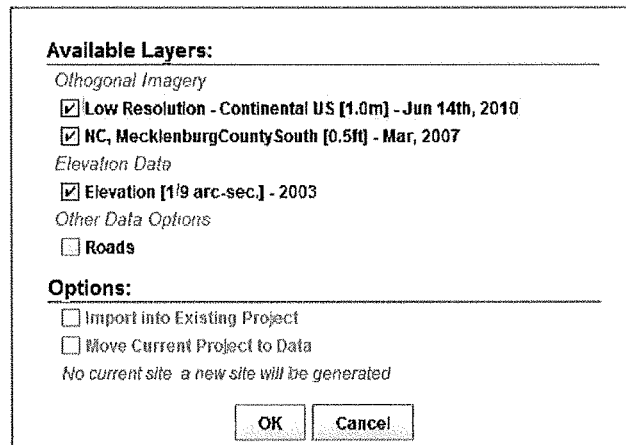 Available Layers:
Othogonal Imagery
Low Resolution - Continental US [1.0m] - Jun 14th, 2010
NC, MecklenburgCountySouth [0.5ft] - Mar, 2007
Elevation Data
Elevation [1/9 arc-sec.] - 2003
Other Data Options
Roads
Options:
Import into Existing Project
Move Current Project to Data
No current site a new site will be generated
OK Cancel